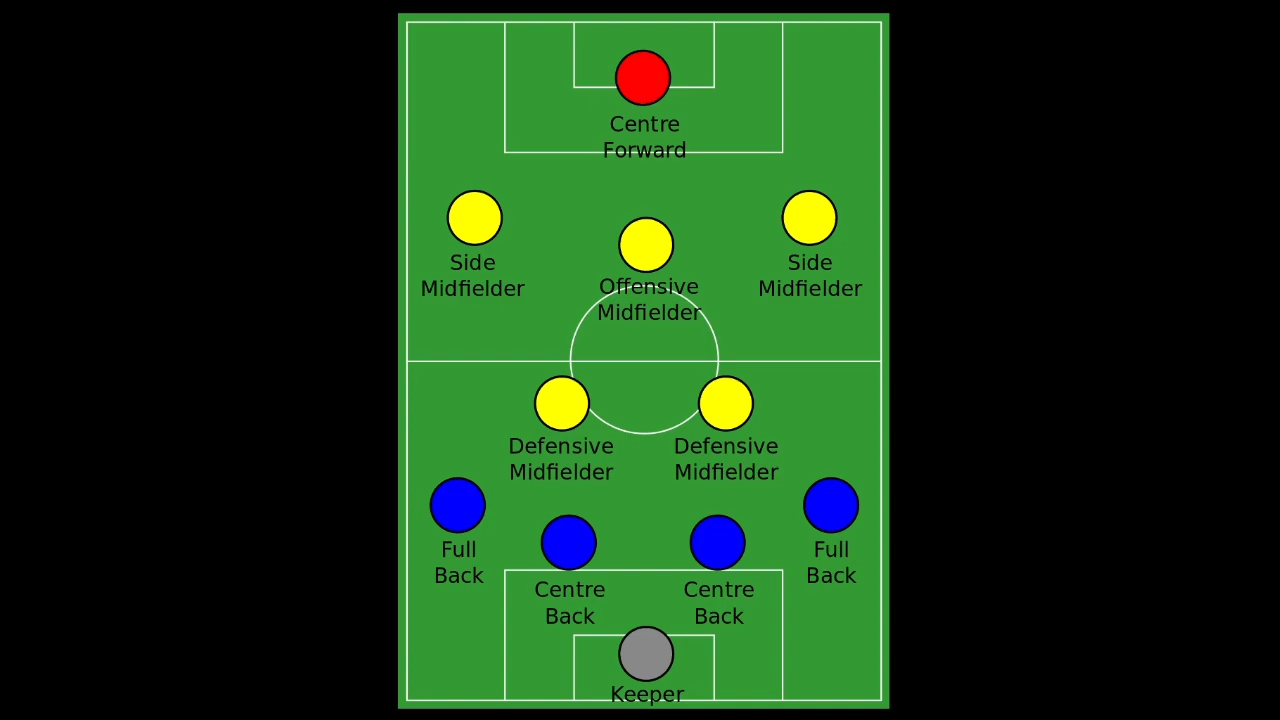 Centre
Forward
Side
Midfielder
Offensive
Midfielder
Side
Midfielder
Defensive
Midfielder
Defensive
Midfielder
Full
Back
Centre
Back
Centre
Back
Full
Back
Keeper